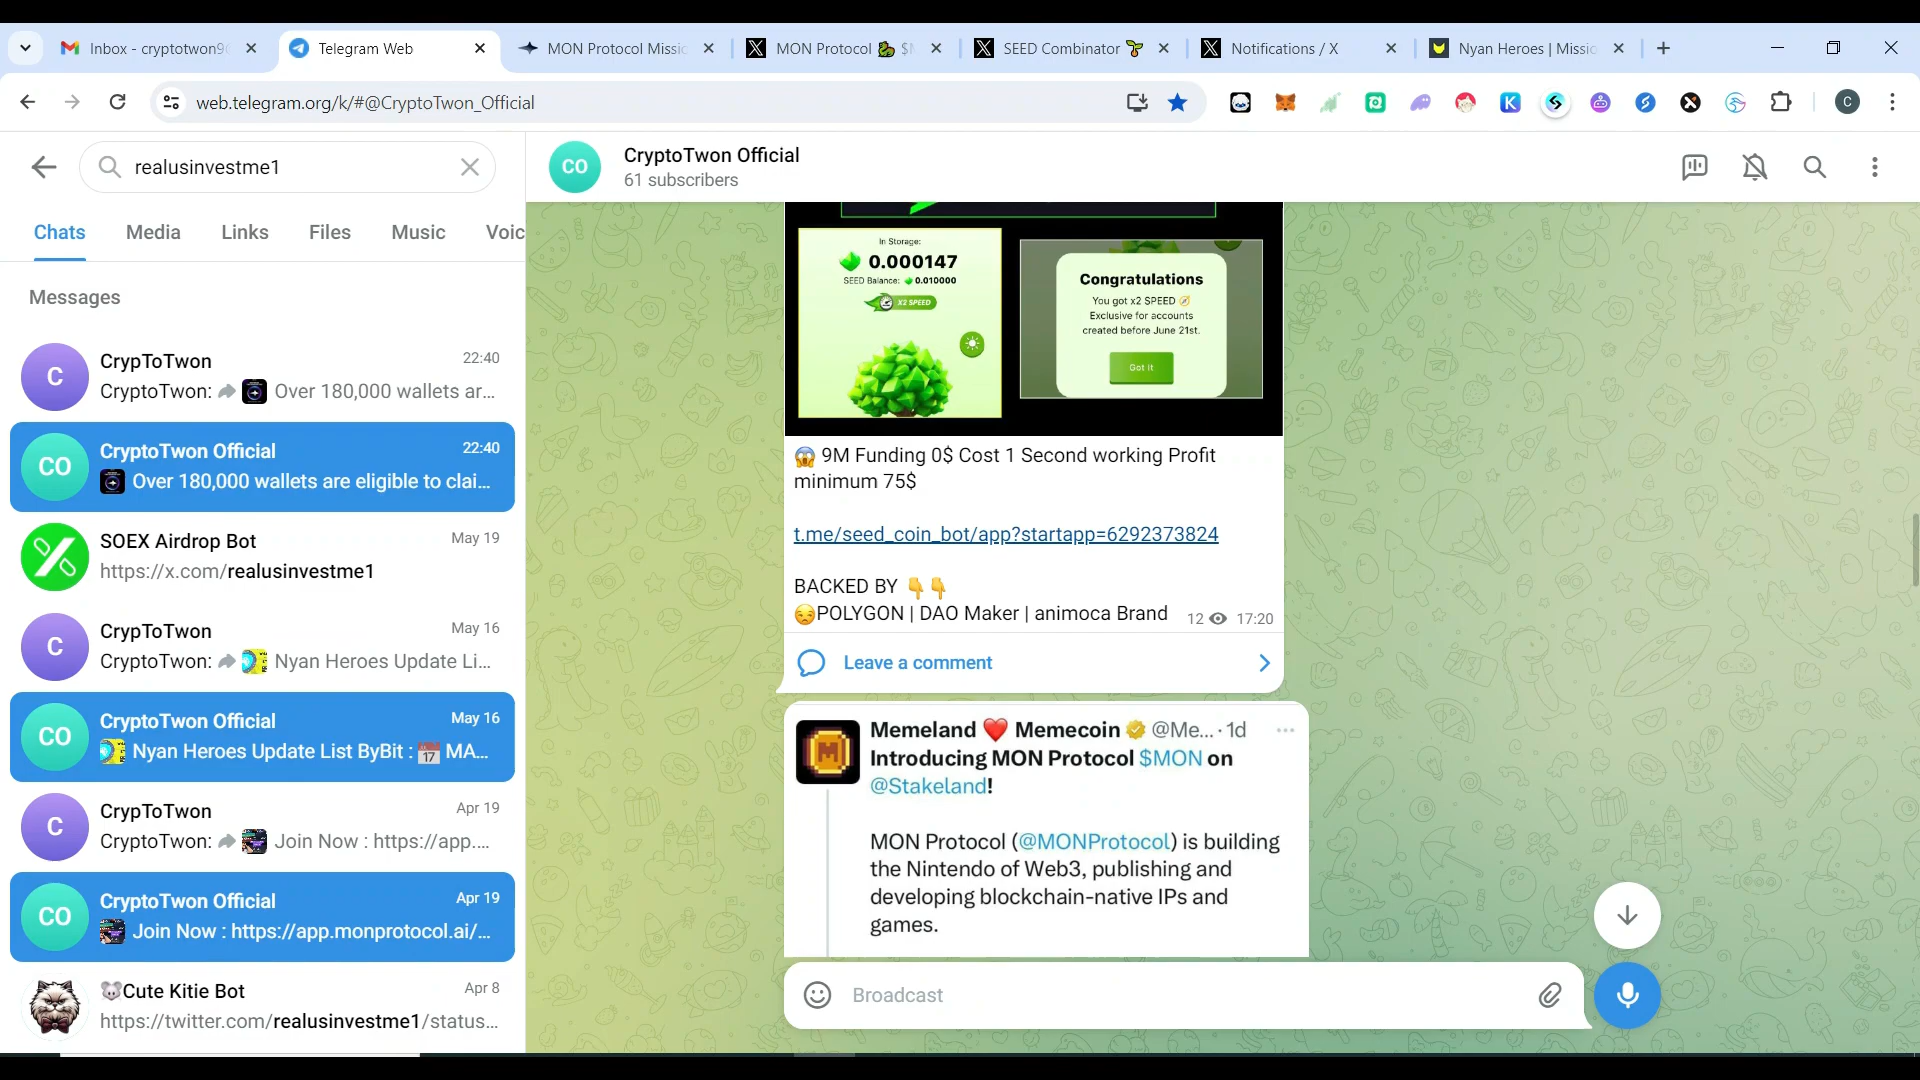 Inbox - cryptotwon9
Telegram Web
MON Protocol Missio
MON Protocol 🐉 $
SEED Combinator 🌱
Notifications / X
Nyan Heroes | Missio
web.telegram.org/k/#@CryptoTwon_Official
C
realusinvestme1
Chats Media Links Files Music Voic
Messages
C
CrypToTwon 22:40
CryptoTwon: Over 180,000 wallets ar...
CO
CryptoTwon Official 22:40
Over 180,000 wallets are eligible to clai...
SOEX Airdrop Bot May 19
https://x.com/realusinvestme1
C
CrypToTwon May 16
CryptoTwon: Nyan Heroes Update Li...
CO
CryptoTwon Official May 16
Nyan Heroes Update List ByBit : 📅 MA...
C
CrypToTwon Apr 19
CryptoTwon: Join Now : https://app....
CO
CryptoTwon Official Apr 19
Join Now : https://app.monprotocol.ai/...
🐭Cute Kitie Bot Apr 8
https://twitter.com/realusinvestme1/status...
CO
CryptoTwon Official
61 subscribers
In Storage:
0.000147
SEED Balance: 0.010000
X2 SPEED
Congratulations
You got x2 SPEED 🧭
Exclusive for accounts
created before June 21st.
Got It
😱 9M Funding 0$ Cost 1 Second working Profit
minimum 75$
t.me/seed_coin_bot/app?startapp=6292373824
BACKED BY 👇👇
😒POLYGON | DAO Maker | animoca Brand 12 17:20
Leave a comment
Memeland ❤️ Memecoin @Me... · 1d
Introducing MON Protocol $MON on
@Stakeland!
MON Protocol (@MONProtocol) is building
the Nintendo of Web3, publishing and
developing blockchain-native IPs and
games.
Broadcast